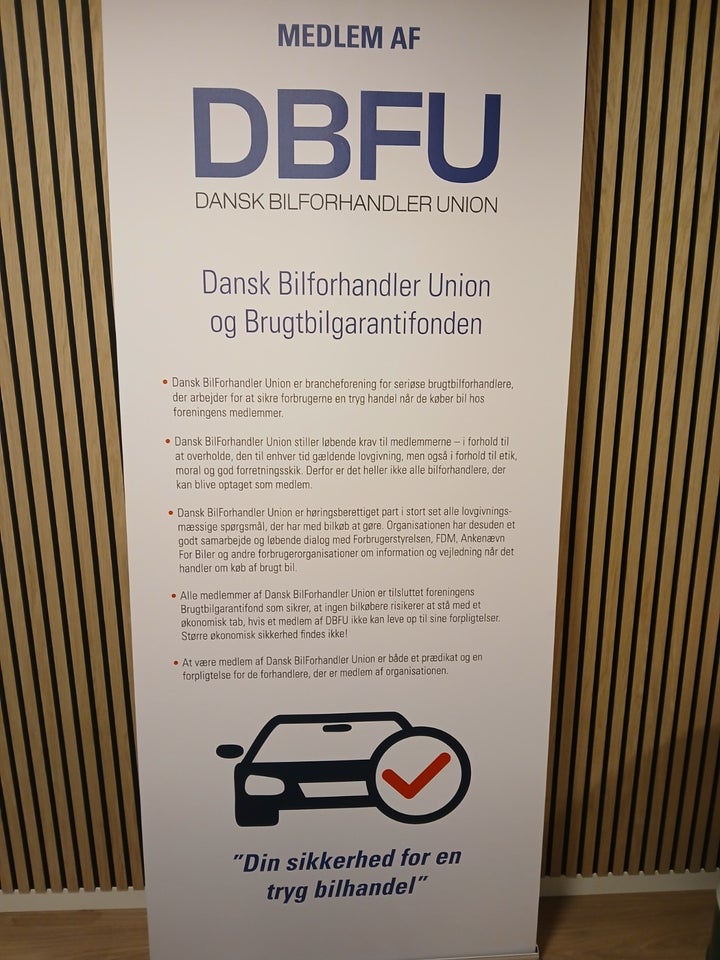 MEDLEM AF
DBFU
DANSK BILFORHANDLER UNION
Dansk Bilforhandler Union
og Brugtbilgarantifonden
• Dansk BilForhandler Union er brancheforening for seriøse brugtbilforhandlere,
der arbejder for at sikre forbrugerne en tryg handel når de køber bil hos
foreningens medlemmer.
• Dansk BilForhandler Union stiller løbende krav til medlemmerne – i forhold til
at overholde, den til enhver tid gældende lovgivning, men også i forhold til etik,
moral og god forretningsskik. Derfor er det heller ikke alle bilforhandlere, der
kan blive optaget som medlem.
• Dansk BilForhandler Union er høringsberettiget part i stort set alle lovgivnings-
mæssige spørgsmål, der har med bilkøb at gøre. Organisationen har desuden et
godt samarbejde og løbende dialog med Forbrugerstyrelsen, FDM, Ankenævn
For Biler og andre forbrugerorganisationer om information og vejledning når det
handler om køb af brugt bil.
• Alle medlemmer af Dansk BilForhandler Union er tilsluttet foreningens
Brugtbilgarantifond som sikrer, at ingen bilkøbere risikerer at stå med et
økonomisk tab, hvis et medlem af DBFU ikke kan leve op til sine forpligtelser.
Større økonomisk sikkerhed findes ikke!
• At være medlem af Dansk BilForhandler Union er både et prædikat og en
forpligtelse for de forhandlere, der er medlem af organisationen.
"Din sikkerhed for en
tryg bilhandel"